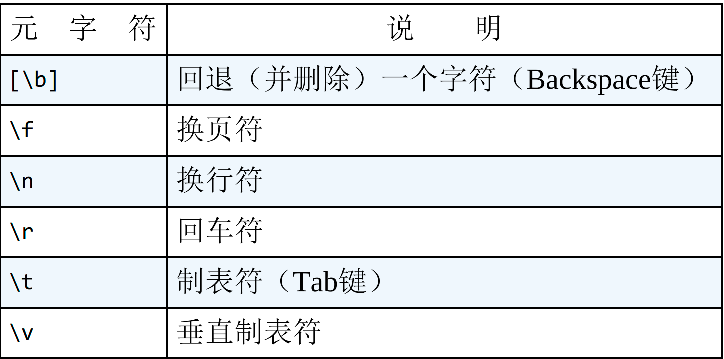 元 字 符 说 明
[\b] 回退（并删除）一个字符（Backspace键）
\f 换页符
\n 换行符
\r 回车符
\t 制表符（Tab键）
\v 垂直制表符